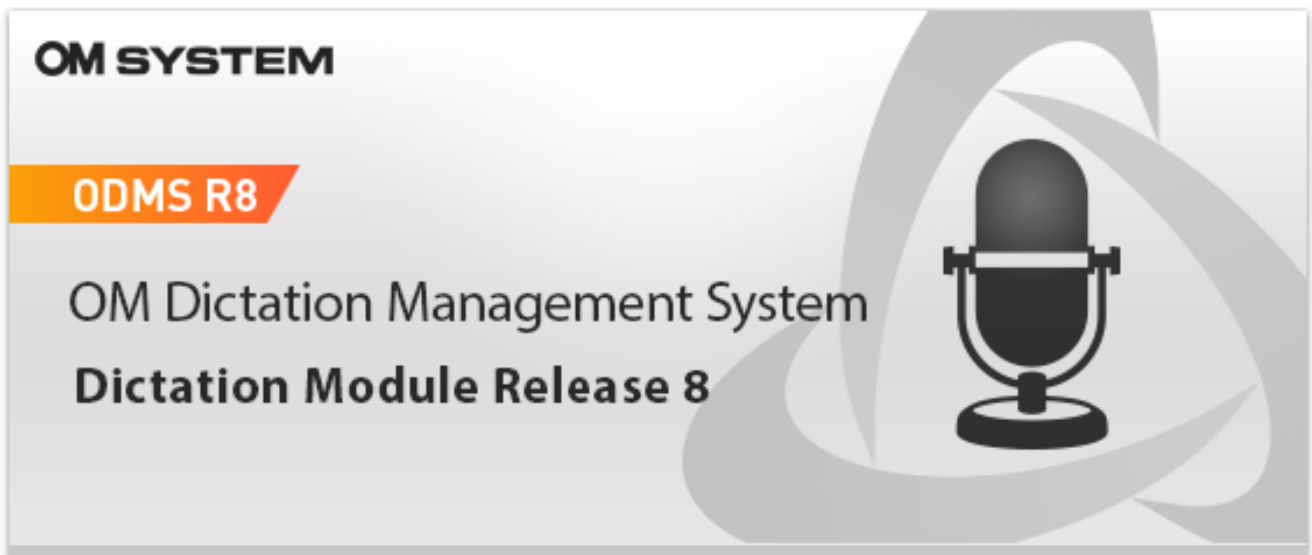 OM SYSTEM
ODMS R8
OM Dictation Management System
Dictation Module Release 8